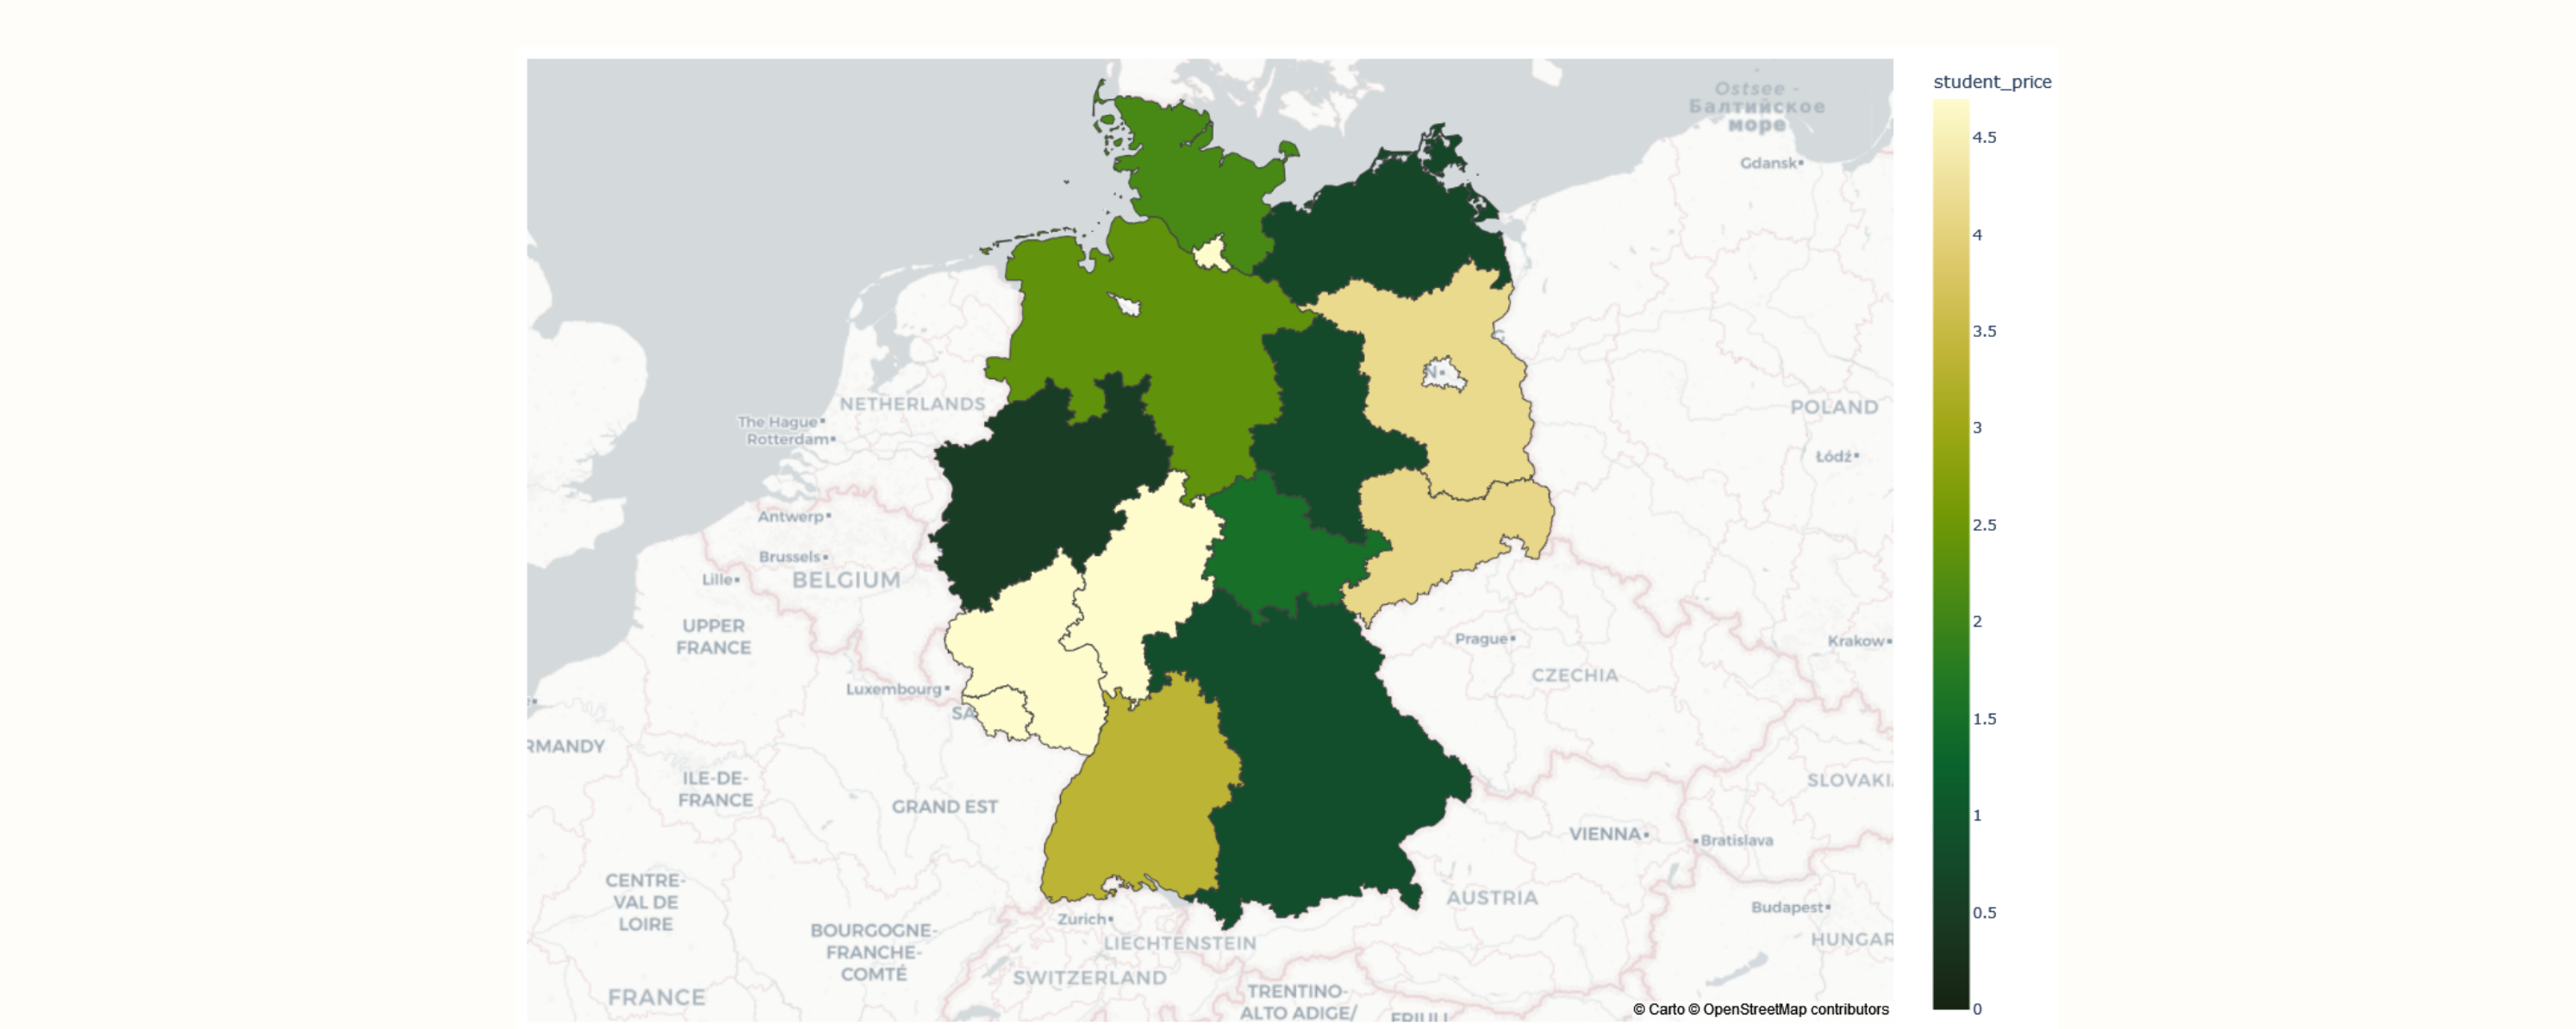 student_price
4.5
4
3.5
3
2.5
2
1.5
1
0.5
0
Ostsee -
Балтийское
море
Gdansk
NETHERLANDS
The Hague
Rotterdam
POLAND
Łódź
Antwerp
Brussels
Lille
BELGIUM
UPPER
FRANCE
Prague
Krakow
CZECHIA
Luxembourg
SA
RMANDY
ILE-DE-
FRANCE
GRAND EST
SLOVAKI
VIENNA
Bratislava
CENTRE-
VAL DE
LOIRE
AUSTRIA
Budapest
Zurich
BOURGOGNE-
FRANCHE-
COMTÉ
LIECHTENSTEIN
HUNGAR
SWITZERLAND
FRANCE
TRENTINO-
ALTO ADIGE/
© Carto © OpenStreetMap contributors